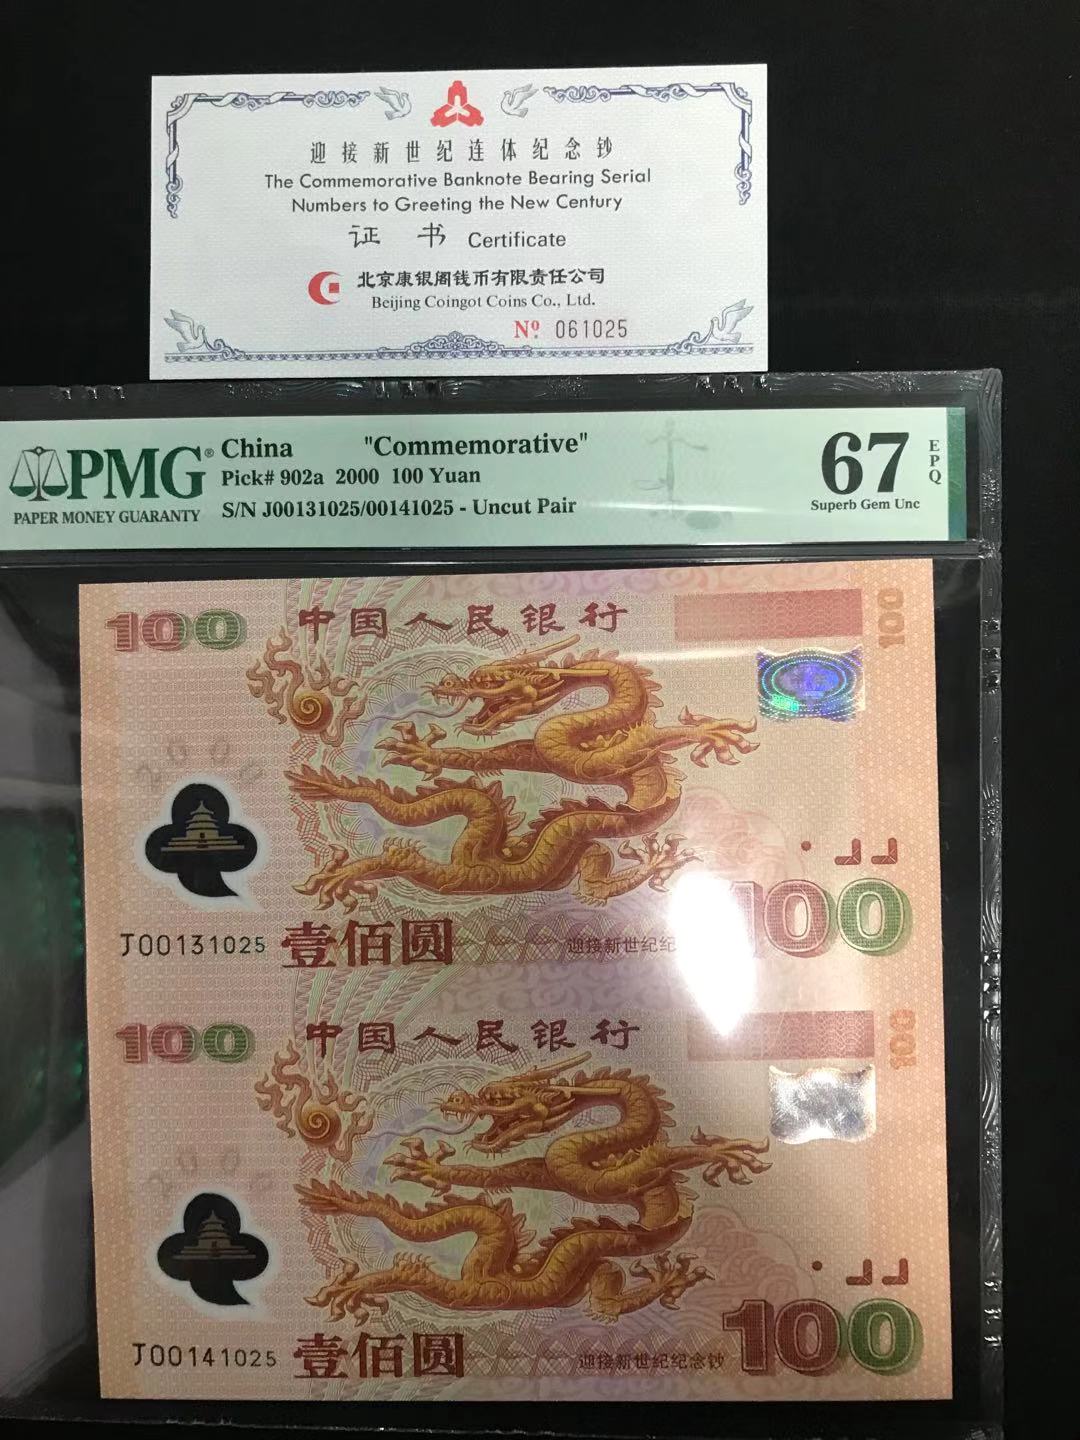 迎接新世纪连体纪念钞
The Commemorative Banknote Bearing Serial
Numbers to Greeting the New Century
证 书 Certificate
北京康银阁钱币有限责任公司
Beijing Coingot Coins Co., Ltd.
Nº 061025
PMG®
PAPER MONEY GUARANTY
China "Commemorative"
Pick# 902a 2000 100 Yuan
S/N J00131025/00141025 - Uncut Pair
67
EPQ
Superb Gem Unc
100
中国人民银行
100
2000
J00131025
壹佰圆
迎接新世纪纪
100
100
中国人民银行
100
2000
J00141025
壹佰圆
迎接新世纪纪念钞
100